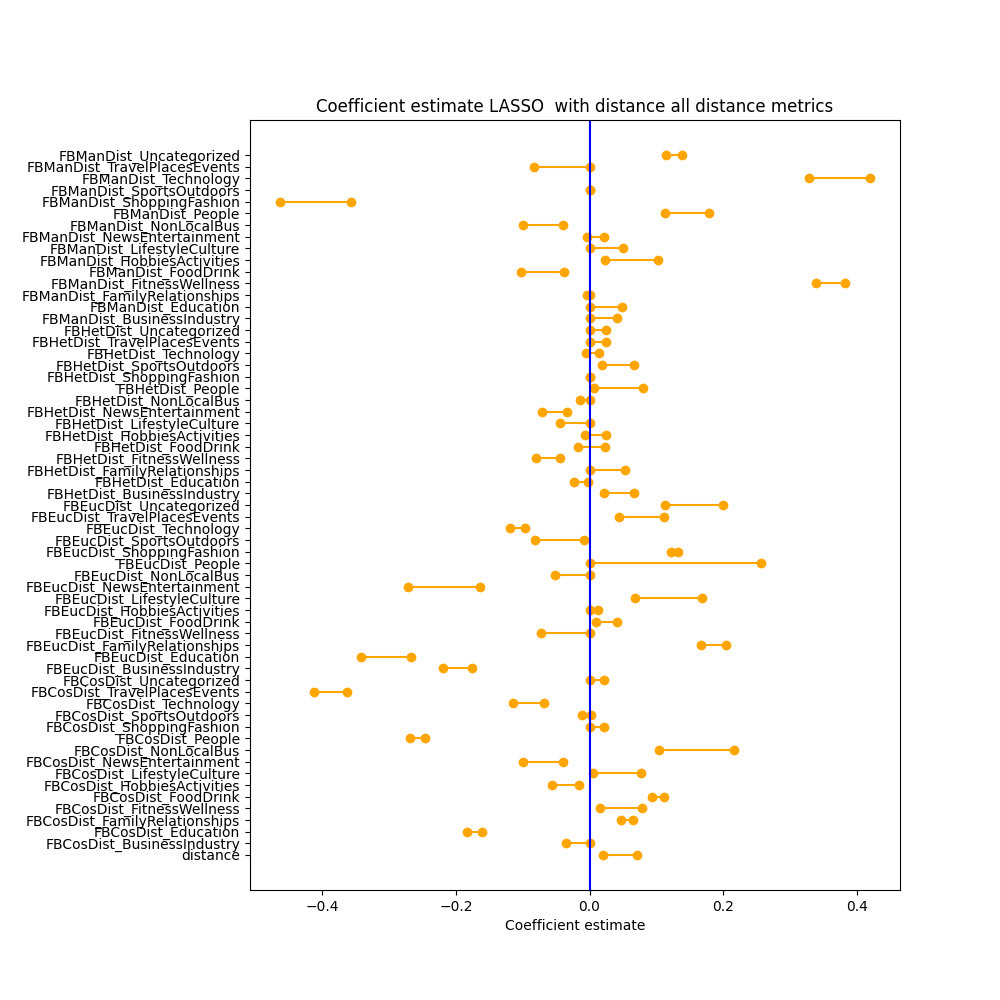 Coefficient estimate LASSO  with distance all distance metrics
FBManDist_Uncategorized
FBManDist_TravelPlacesEvents
FBManDist_Technology
FBManDist_SportsOutdoors
FBManDist_ShoppingFashion
FBManDist_People
FBManDist_NonLocalBus
FBManDist_NewsEntertainment
FBManDist_LifestyleCulture
FBManDist_HobbiesActivities
FBManDist_FoodDrink
FBManDist_FitnessWellness
FBManDist_FamilyRelationships
FBManDist_Education
FBManDist_BusinessIndustry
FBHetDist_Uncategorized
FBHetDist_TravelPlacesEvents
FBHetDist_Technology
FBHetDist_SportsOutdoors
FBHetDist_ShoppingFashion
FBHetDist_People
FBHetDist_NonLocalBus
FBHetDist_NewsEntertainment
FBHetDist_LifestyleCulture
FBHetDist_HobbiesActivities
FBHetDist_FoodDrink
FBHetDist_FitnessWellness
FBHetDist_FamilyRelationships
FBHetDist_Education
FBHetDist_BusinessIndustry
FBEucDist_Uncategorized
FBEucDist_TravelPlacesEvents
FBEucDist_Technology
FBEucDist_SportsOutdoors
FBEucDist_ShoppingFashion
FBEucDist_People
FBEucDist_NonLocalBus
FBEucDist_NewsEntertainment
FBEucDist_LifestyleCulture
FBEucDist_HobbiesActivities
FBEucDist_FoodDrink
FBEucDist_FitnessWellness
FBEucDist_FamilyRelationships
FBEucDist_Education
FBEucDist_BusinessIndustry
FBCosDist_Uncategorized
FBCosDist_TravelPlacesEvents
FBCosDist_Technology
FBCosDist_SportsOutdoors
FBCosDist_ShoppingFashion
FBCosDist_People
FBCosDist_NonLocalBus
FBCosDist_NewsEntertainment
FBCosDist_LifestyleCulture
FBCosDist_HobbiesActivities
FBCosDist_FoodDrink
FBCosDist_FitnessWellness
FBCosDist_FamilyRelationships
FBCosDist_Education
FBCosDist_BusinessIndustry
distance
−0.4 −0.2 0.0 0.2 0.4
Coefficient estimate